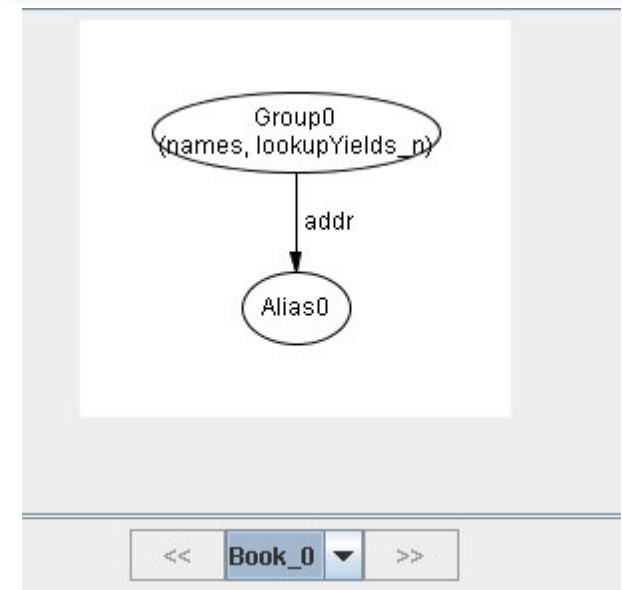 Group0
(names, lookupYields_n)
addr
Alias0
<< Book_0 >>